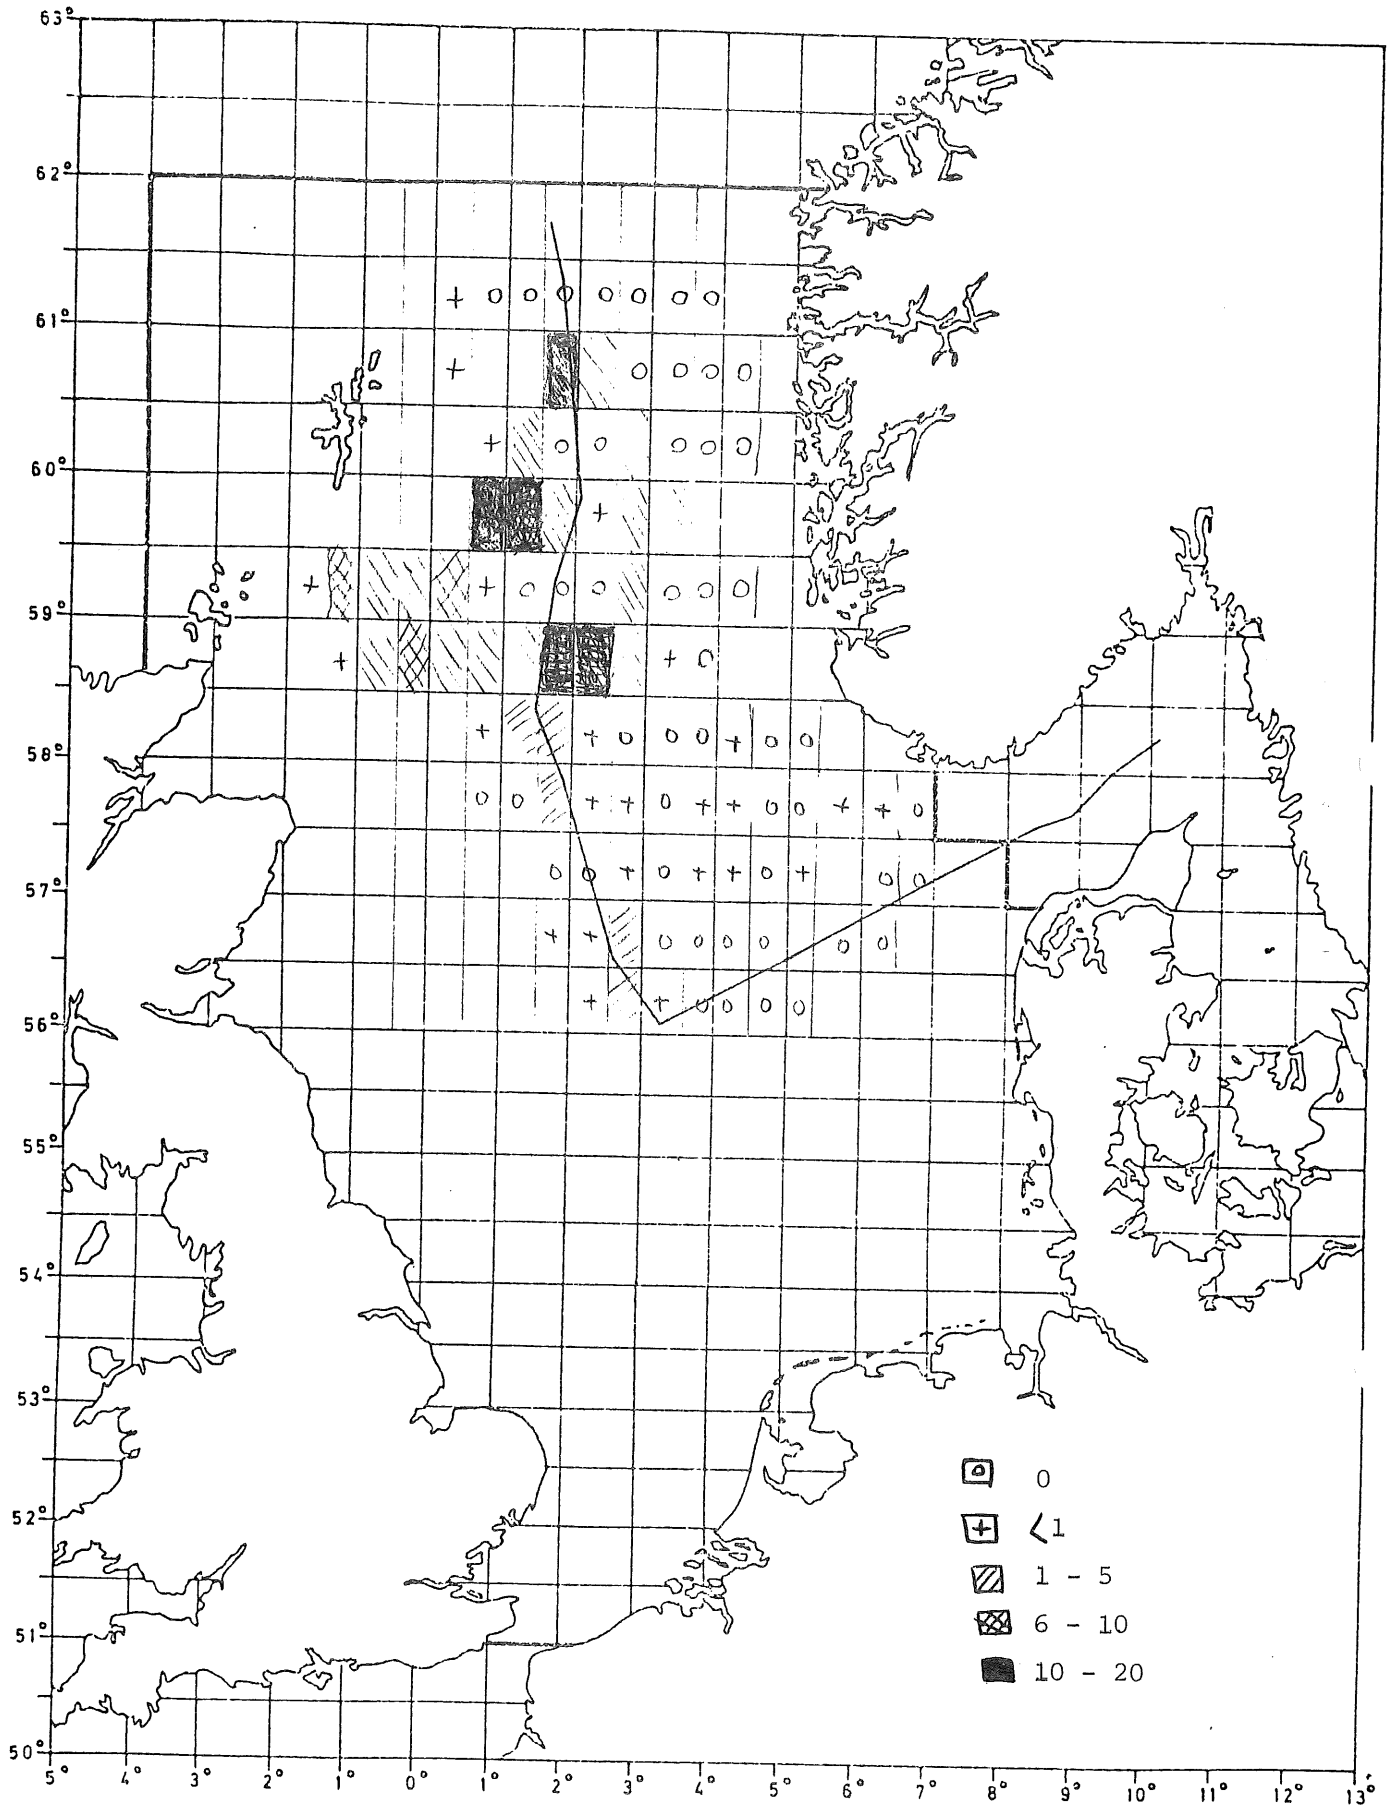 63°
62°
+ o o o o o o o
61°
+ o o o o
+ o o o o o
60°
+
+ + o o o o o o
59°
+ + o
+ + o o o + o o
58°
o o + + o + + o o + + o
o o + o + + o +
57°
o o
+ + o o o o o o
+ + o o o o
56°
55°
54°
53°
o 0
52°
+ <1
1 - 5
51°
6 - 10
10 - 20
50°
5° 4° 3° 2° 1° 0° 1° 2° 3° 4° 5° 6° 7° 8° 9° 10° 11° 12° 13°